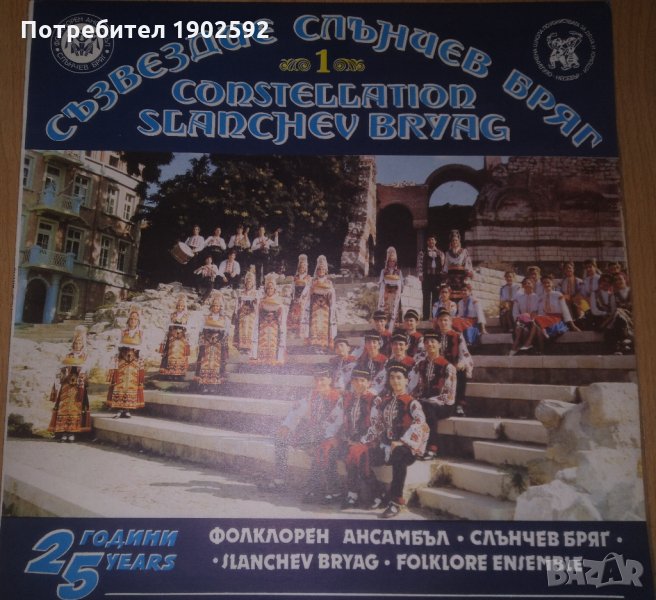 Потребител 1902592
СЪЗВЕЗДИЕ СЛЪНЧЕВ БРЯГ
1
CONSTELLATION
SLANCHEV BRYAG
25 ГОДИНИ
YEARS
ФОЛКЛОРЕН АНСАМБЪЛ · СЛЪНЧЕВ БРЯГ ·
· SLANCHEV BRYAG · FOLKLORE ENSEMBLE
BAZAR